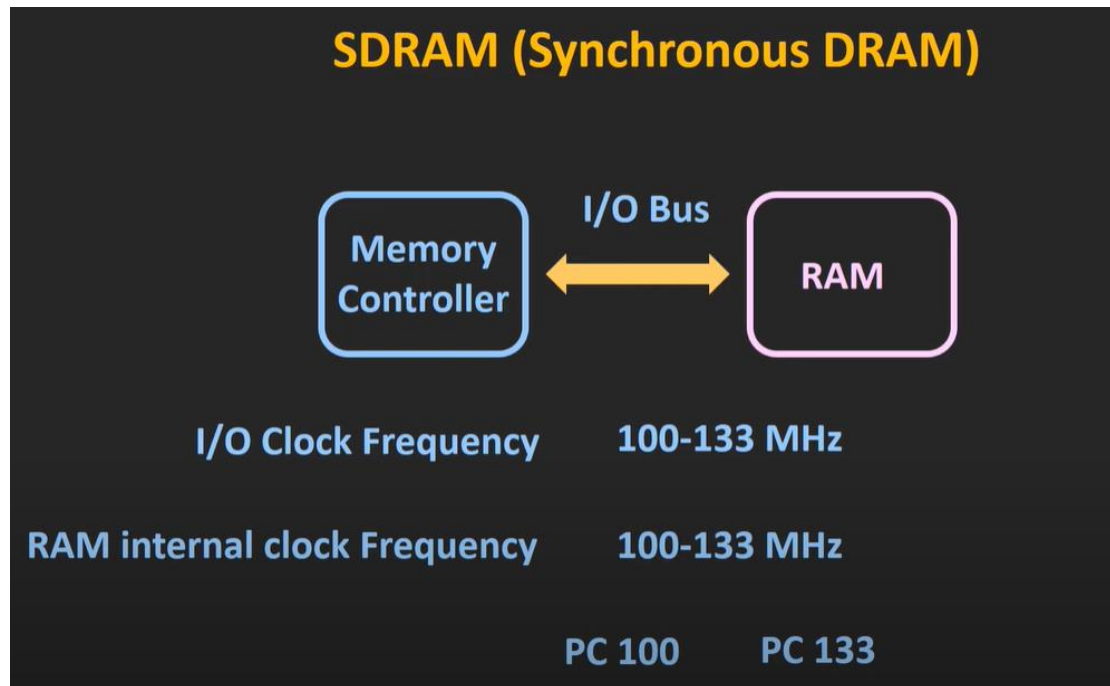 SDRAM (Synchronous DRAM)
I/O Bus
Memory
Controller
RAM
I/O Clock Frequency 100-133 MHz
RAM internal clock Frequency 100-133 MHz
PC 100 PC 133